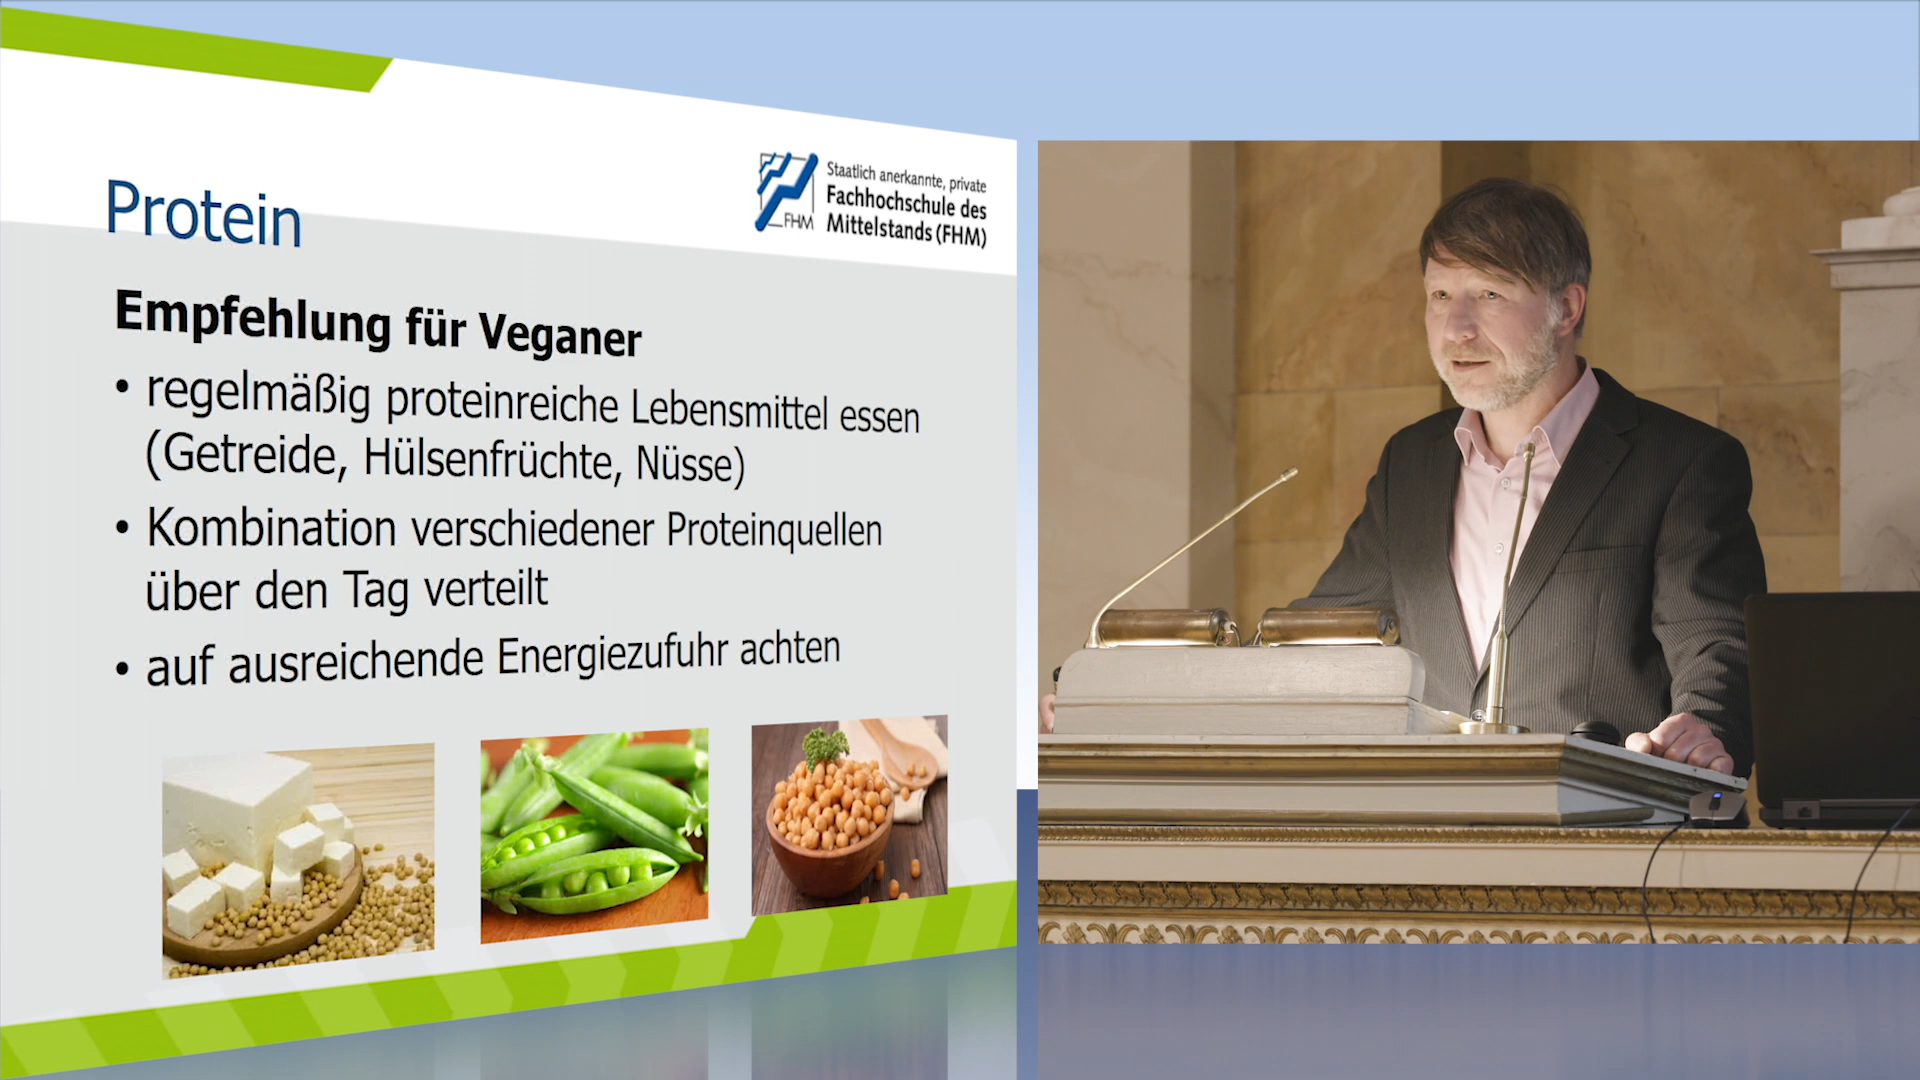 Staatlich anerkannte, private
Fachhochschule des
Mittelstands (FHM)
FHM
Protein
Empfehlung für Veganer
• regelmäßig proteinreiche Lebensmittel essen
(Getreide, Hülsenfrüchte, Nüsse)
• Kombination verschiedener Proteinquellen
über den Tag verteilt
• auf ausreichende Energiezufuhr achten